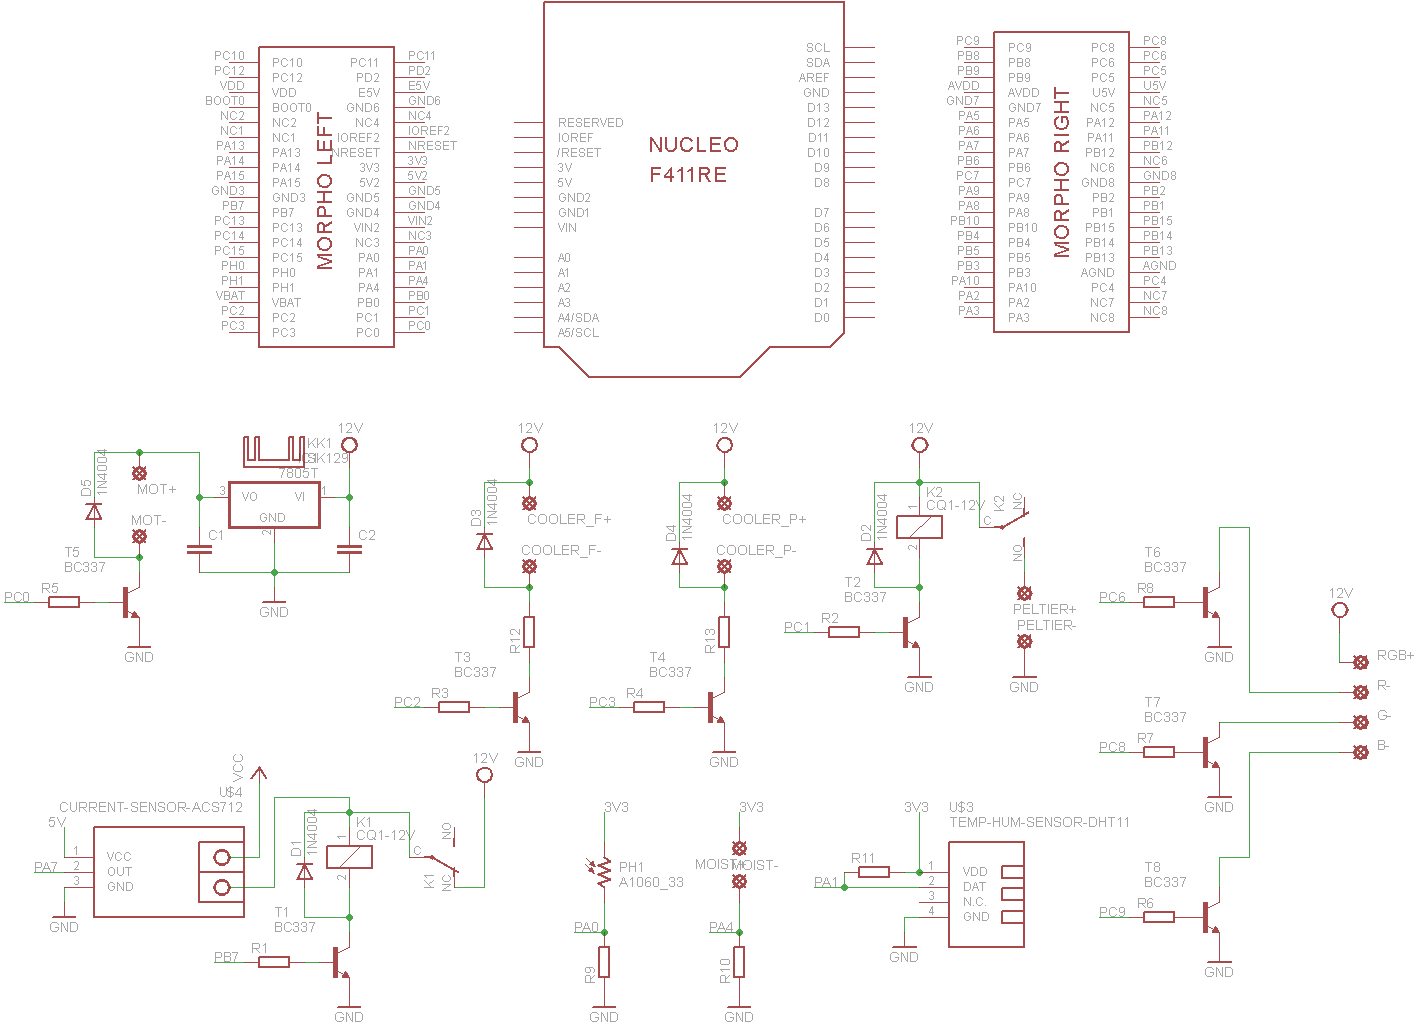 PC10 PC10 PC11 PC11
PC12 PC12 PD2 PD2
VDD VDD E5V E5V
BOOT0 BOOT0 GND6 GND6
NC2 NC2 NC4 NC4
NC1 NC1 IOREF2 IOREF2
PA13 PA13 NRESET NRESET
PA14 PA14 3V3 3V3
PA15 PA15 5V2 5V2
GND3 GND3 GND5 GND5
PB7 PB7 GND4 GND4
PC13 PC13 VIN2 VIN2
PC14 PC14 NC3 NC3
PC15 PC15 PA0 PA0
PH0 PH0 PA1 PA1
PH1 PH1 PA4 PA4
VBAT VBAT PB0 PB0
PC2 PC2 PC1 PC1
PC3 PC3 PC0 PC0
MORPHO LEFT
NUCLEO
F411RE
RESERVED
IOREF
/RESET
3V
5V
GND2
GND1
VIN
A0
A1
A2
A3
A4/SDA
A5/SCL
SCL
SDA
AREF
GND
D13
D12
D11
D10
D9
D8
D7
D6
D5
D4
D3
D2
D1
D0
PC9 PC9 PC8 PC8
PB8 PB8 PC6 PC6
PB9 PB9 PC5 PC5
AVDD AVDD U5V U5V
GND7 GND7 NC5 NC5
PA5 PA5 PA12 PA12
PA6 PA6 PA11 PA11
PA7 PA7 PB12 PB12
PB6 PB6 NC6 NC6
PC7 PC7 GND8 GND8
PA9 PA9 PB2 PB2
PA8 PA8 PB1 PB1
PB10 PB10 PB15 PB15
PB4 PB4 PB14 PB14
PB5 PB5 PB13 PB13
PB3 PB3 AGND AGND
PA10 PA10 PC4 PC4
PA2 PA2 NC7 NC7
PA3 PA3 NC8 NC8
MORPHO RIGHT
D5
1N4004
MOT+
MOT-
T5
BC337
PC0
R5
GND
KK1
7805T
12V
3 VO VI 1
GND
2
C1
C2
GND
12V
D3
1N4004
COOLER_F+
COOLER_F-
R12
T3
BC337
PC2
R3
GND
12V
D4
1N4004
COOLER_P+
COOLER_P-
R13
T4
BC337
PC3
R4
GND
12V
D2
1N4004
K2
CQ1-12V
1
2
K2
NC
C
NO
T2
BC337
PC1
R2
GND
PELTIER+
PELTIER-
GND
T6
BC337
PC6
R8
GND
T7
BC337
PC8
R7
GND
T8
BC337
PC9
R6
GND
12V
RGB+
R-
G-
B-
VCC
U$4
CURRENT-SENSOR-ACS712
5V
1 VCC
PA7 2 OUT
3 GND
GND
D1
1N4004
K1
CQ1-12V
1
2
12V
NO
C
K1
NC
T1
BC337
PB7
R1
GND
3V3
PH1
A1060_33
PA0
R9
GND
3V3
MOIST-
PA4
R10
GND
3V3
U$3
TEMP-HUM-SENSOR-DHT11
R11
PA1
1 VDD
2 DAT
3 N.C.
4 GND
GND